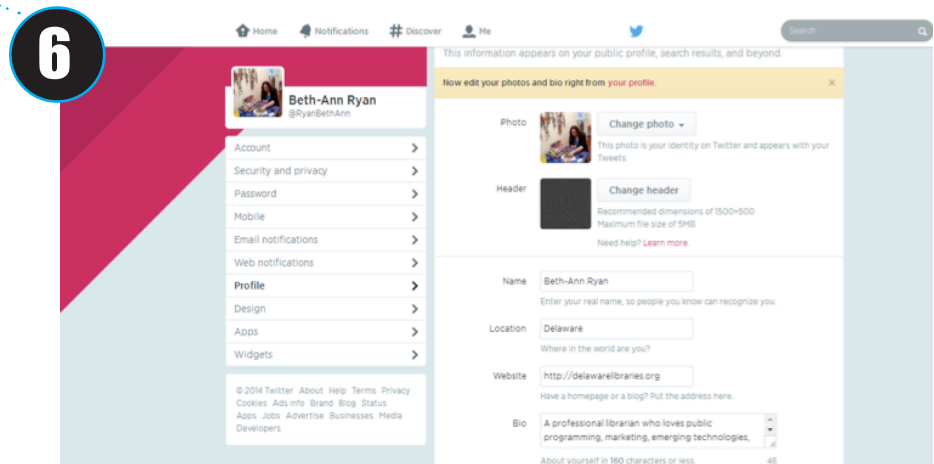 6
Home Notifications # Discover Me Search
This information appears on your public profile, search results, and beyond.
Now edit your photos and bio right from your profile. ×
Beth-Ann Ryan
@RyanBethAnn
Account
Security and privacy
Password
Mobile
Email notifications
Web notifications
Profile
Design
Apps
Widgets
© 2014 Twitter About Help Terms Privacy
Cookies Ads info Brand Blog Status
Apps Jobs Advertise Businesses Media
Developers
Photo
Change photo
This photo is your identity on Twitter and appears with your
Tweets.
Header
Change header
Recommended dimensions of 1500×500
Maximum file size of 5MB
Need help? Learn more.
Name Beth-Ann Ryan
Enter your real name, so people you know can recognize you.
Location Delaware
Where in the world are you?
Website http://delawarelibraries.org
Have a homepage or a blog? Put the address here.
Bio A professional librarian who loves public
programming, marketing, emerging technologies,
About yourself in 160 characters or less. 46